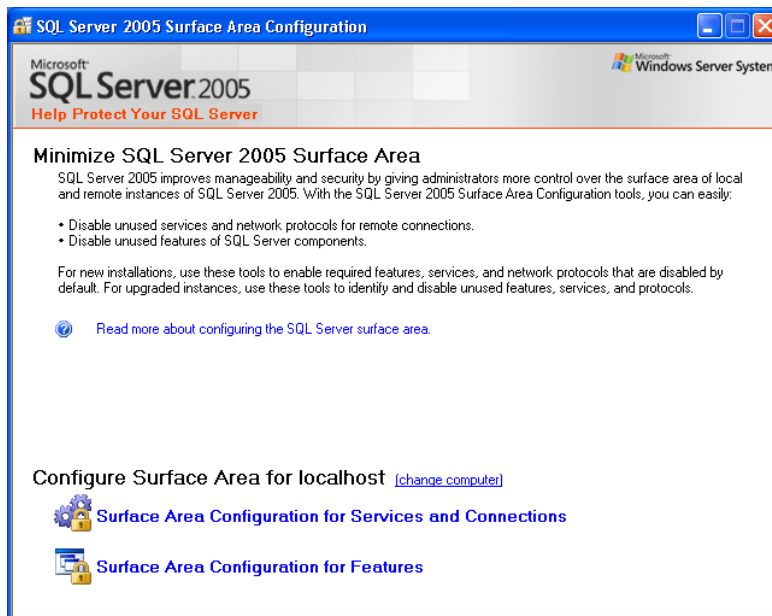 SQL Server 2005 Surface Area Configuration
Microsoft
SQL Server 2005
Help Protect Your SQL Server
Microsoft
Windows Server System
Minimize SQL Server 2005 Surface Area
SQL Server 2005 improves manageability and security by giving administrators more control over the surface area of local
and remote instances of SQL Server 2005. With the SQL Server 2005 Surface Area Configuration tools, you can easily:
• Disable unused services and network protocols for remote connections.
• Disable unused features of SQL Server components.
For new installations, use these tools to enable required features, services, and network protocols that are disabled by
default. For upgraded instances, use these tools to identify and disable unused features, services, and protocols.
Read more about configuring the SQL Server surface area.
Configure Surface Area for localhost (change computer)
Surface Area Configuration for Services and Connections
Surface Area Configuration for Features